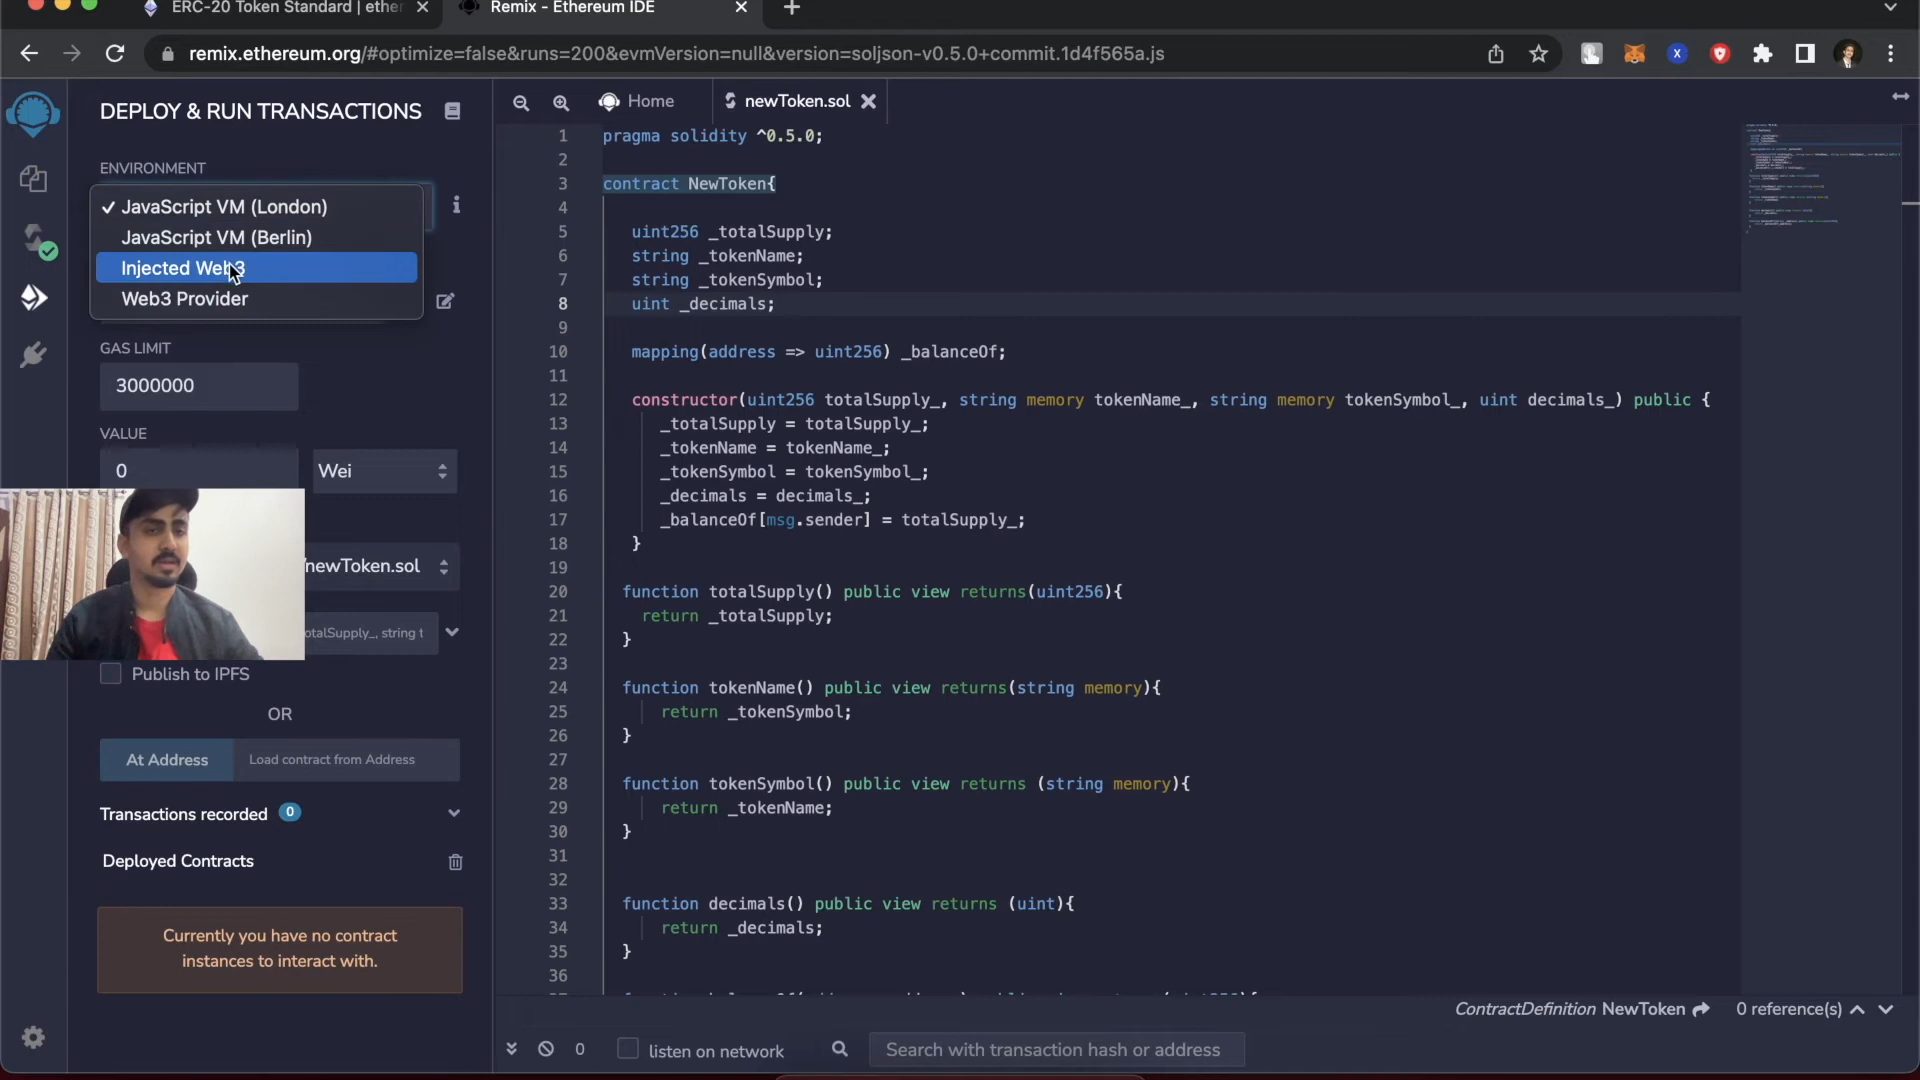 ERC-20 Token Standard | ether
Remix - Ethereum IDE
remix.ethereum.org/#optimize=false&runs=200&evmVersion=null&version=soljson-v0.5.0+commit.1d4f565a.js
DEPLOY & RUN TRANSACTIONS
ENVIRONMENT
JavaScript VM (London)
JavaScript VM (Berlin)
Injected Web3
Web3 Provider
GAS LIMIT
3000000
VALUE
0
Wei
newToken.sol
otalSupply_, string t
Publish to IPFS
OR
At Address
Load contract from Address
Transactions recorded 0
Deployed Contracts
Currently you have no contract
instances to interact with.
Home
newToken.sol
1 pragma solidity ^0.5.0;
2
3 contract NewToken{
4
5 uint256 _totalSupply;
6 string _tokenName;
7 string _tokenSymbol;
8 uint _decimals;
9
10 mapping(address => uint256) _balanceOf;
11
12 constructor(uint256 totalSupply_, string memory tokenName_, string memory tokenSymbol_, uint decimals_) public {
13 _totalSupply = totalSupply_;
14 _tokenName = tokenName_;
15 _tokenSymbol = tokenSymbol_;
16 _decimals = decimals_;
17 _balanceOf[msg.sender] = totalSupply_;
18 }
19
20 function totalSupply() public view returns(uint256){
21 return _totalSupply;
22 }
23
24 function tokenName() public view returns(string memory){
25 return _tokenSymbol;
26 }
27
28 function tokenSymbol() public view returns (string memory){
29 return _tokenName;
30 }
31
32
33 function decimals() public view returns (uint){
34 return _decimals;
35 }
36
ContractDefinition NewToken
0 reference(s)
0
listen on network
Search with transaction hash or address